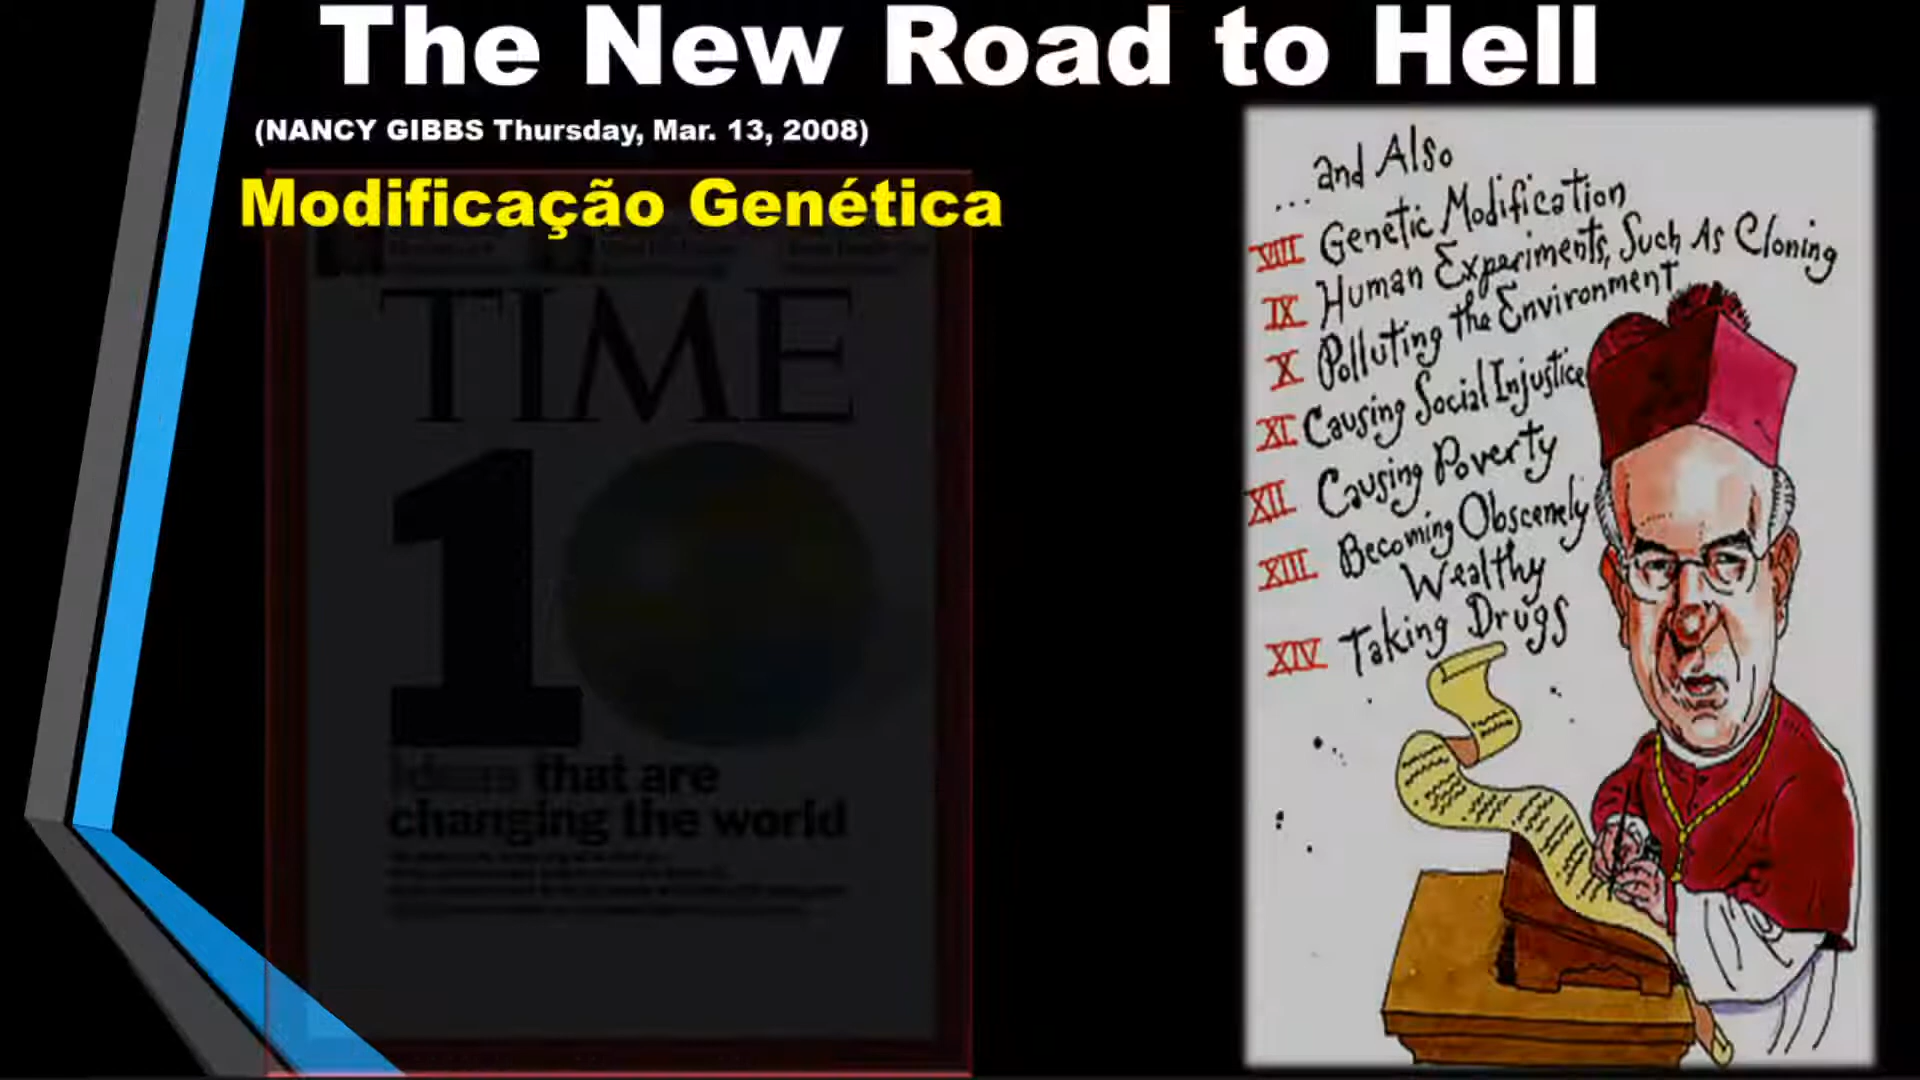 The New Road to Hell
(NANCY GIBBS Thursday, Mar. 13, 2008)
Modificação Genética
TIME
10
Ideas that are
changing the world
... and Also
VIII Genetic Modification
IX Human Experiments, Such As Cloning
X Polluting the Environment
XI Causing Social Injustice
XII Causing Poverty
XIII Becoming Obscenely
Wealthy
XIV Taking Drugs